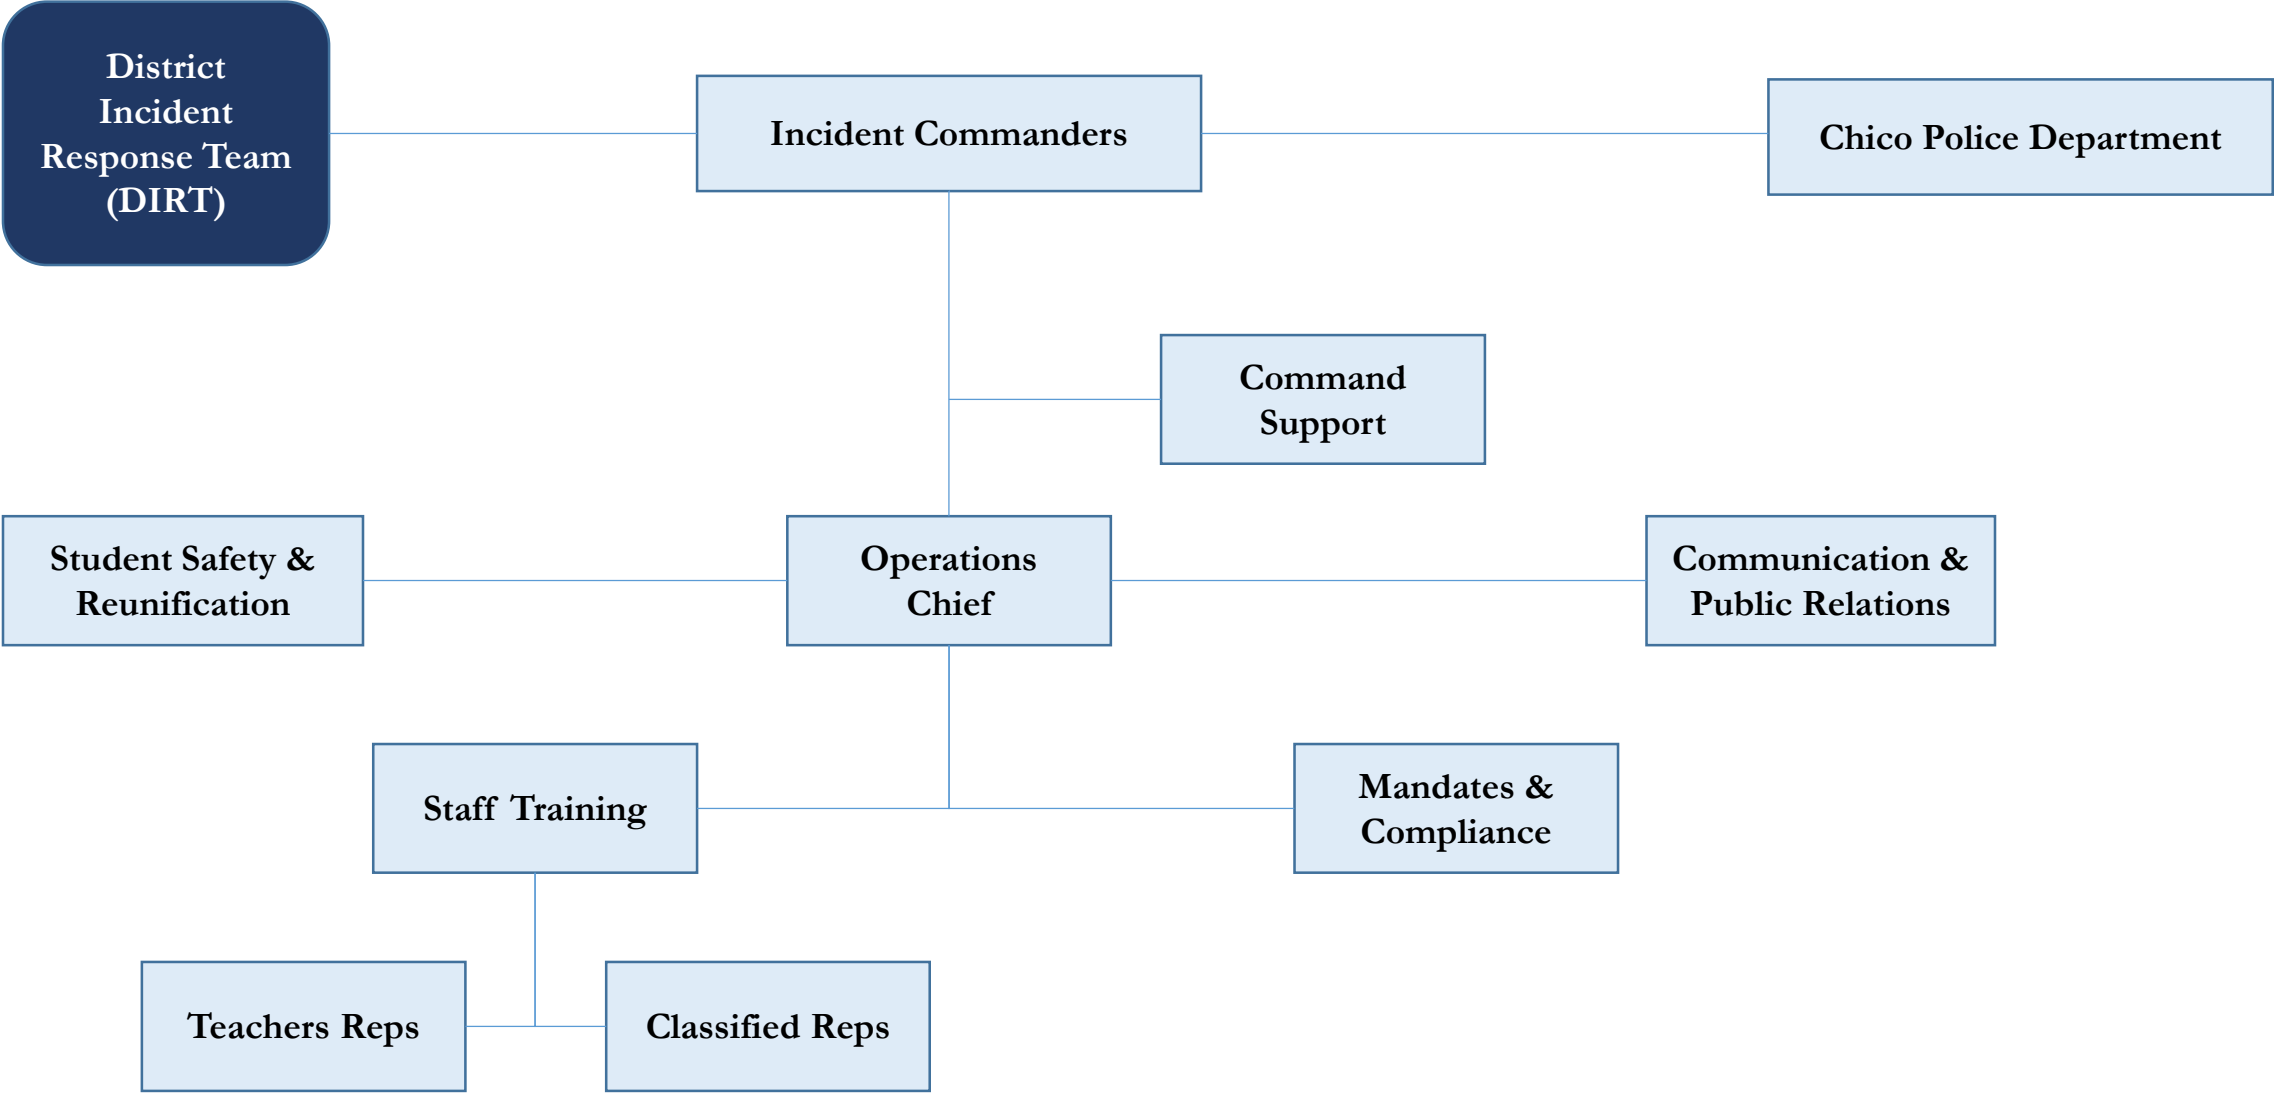 District
Incident
Response Team
(DIRT)
Incident Commanders
Chico Police Department
Command
Support
Student Safety &
Reunification
Operations
Chief
Communication &
Public Relations
Staff Training
Mandates &
Compliance
Teachers Reps
Classified Reps